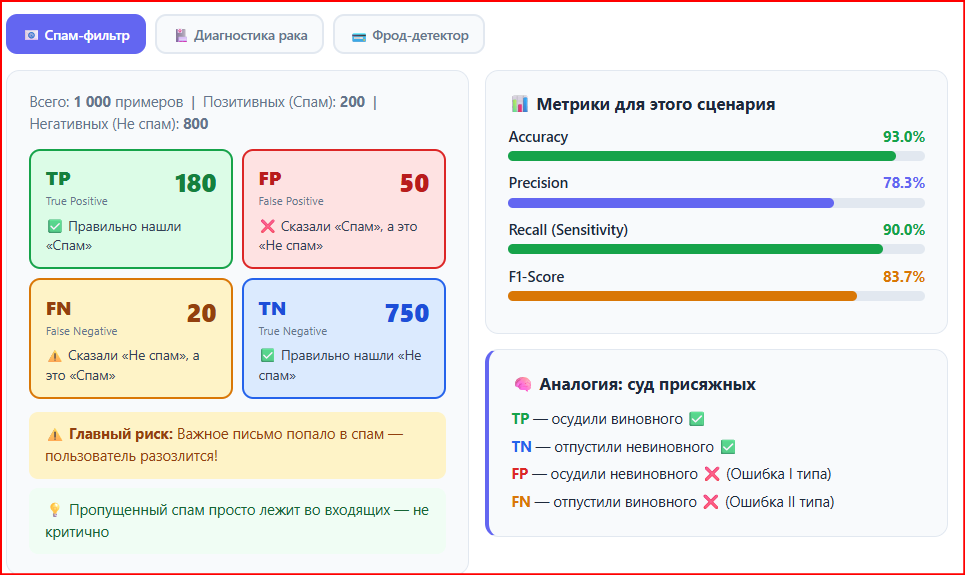 Спам-фильтр
Диагностика рака
Фрод-детектор
Всего: 1 000 примеров | Позитивных (Спам): 200 |
Негативных (Не спам): 800
TP
180
True Positive
✅ Правильно нашли
«Спам»
FP
50
False Positive
❌ Сказали «Спам», а это
«Не спам»
FN
20
False Negative
⚠️ Сказали «Не спам», а
это «Спам»
TN
750
True Negative
✅ Правильно нашли «Не
спам»
⚠️ Главный риск: Важное письмо попало в спам —
пользователь разозлится!
💡 Пропущенный спам просто лежит во входящих — не
критично
📊 Метрики для этого сценария
Accuracy 93.0%
Precision 78.3%
Recall (Sensitivity) 90.0%
F1-Score 83.7%
🧠 Аналогия: суд присяжных
TP — осудили виновного ✅
TN — отпустили невиновного ✅
FP — осудили невиновного ❌ (Ошибка I типа)
FN — отпустили виновного ❌ (Ошибка II типа)